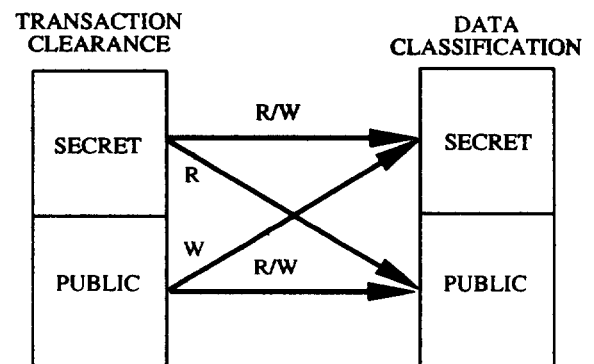 TRANSACTION
CLEARANCE
DATA
CLASSIFICATION
R/W
SECRET
SECRET
R
W
R/W
PUBLIC
PUBLIC